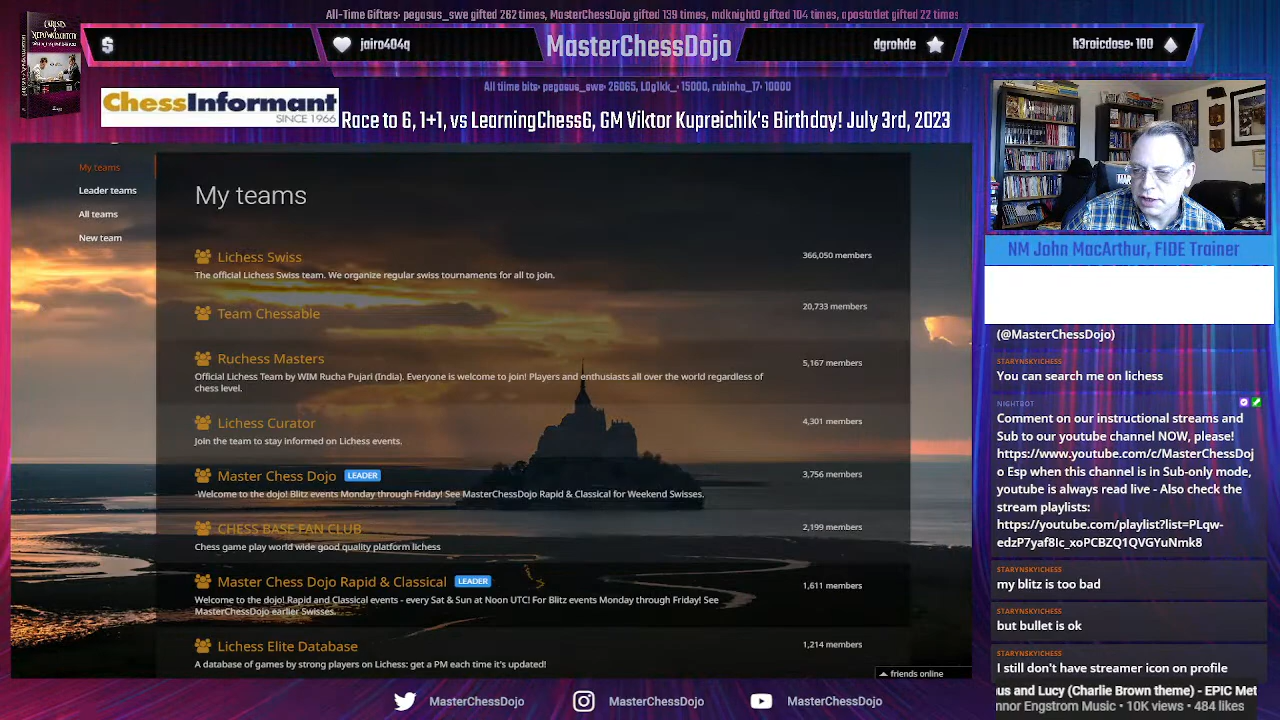 All-Time Gifters· pegasus_swe gifted 262 times, MasterChessDojo gifted 139 times, mdknight0 gifted 104 times, apostatlet gifted 22 times
$
jairo404q
MasterChessDojo
dgrohde
h3roicdose· 100
All time bits· pegasus_swe· 26065, L0g1kk_· 15000, rubinho_17· 10000
ChessInformant
SINCE 1966
Race to 6, 1+1, vs LearningChess6, GM Viktor Kupreichik's Birthday! July 3rd, 2023
My teams
Leader teams
All teams
New team
My teams
Lichess Swiss
366,050 members
The official Lichess Swiss team. We organize regular swiss tournaments for all to join.
Team Chessable
20,733 members
Ruchess Masters
5,167 members
Official Lichess Team by WIM Rucha Pujari (India). Everyone is welcome to join! Players and enthusiasts all over the world regardless of
chess level.
Lichess Curator
4,301 members
Join the team to stay informed on Lichess events.
Master Chess Dojo LEADER
3,756 members
-Welcome to the dojo! Blitz events Monday through Friday! See MasterChessDojo Rapid & Classical for Weekend Swisses.
CHESS BASE FAN CLUB
2,199 members
Chess game play world wide good quality platform lichess
Master Chess Dojo Rapid & Classical LEADER
1,611 members
Welcome to the dojo! Rapid and Classical events - every Sat & Sun at Noon UTC! For Blitz events Monday through Friday! See
MasterChessDojo earlier Swisses.
Lichess Elite Database
1,214 members
A database of games by strong players on Lichess: get a PM each time it's updated!
friends online
NM John MacArthur, FIDE Trainer
(@MasterChessDojo)
STARYNSKYICHESS
You can search me on lichess
NIGHTBOT
Comment on our instructional streams and
Sub to our youtube channel NOW, please!
https://www.youtube.com/c/MasterChessDoj
o Esp when this channel is in Sub-only mode,
youtube is always read live - Also check the
stream playlists:
https://youtube.com/playlist?list=PLqw-
edzP7yaf8Ic_xoPCBZQ1QVGYuNmk8
STARYNSKYICHESS
my blitz is too bad
STARYNSKYICHESS
but bullet is ok
STARYNSKYICHESS
I still don't have streamer icon on profile
us and Lucy (Charlie Brown theme) - EPIC Met
nnor Engstrom Music • 10K views • 484 likes
MasterChessDojo
MasterChessDojo
MasterChessDojo